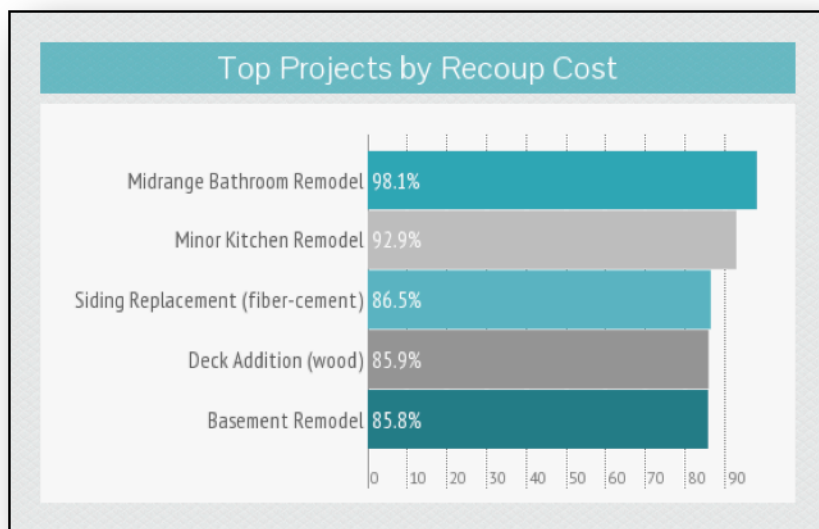 Top Projects by Recoup Cost
Midrange Bathroom Remodel 98.1%
Minor Kitchen Remodel 92.9%
Siding Replacement (fiber-cement) 86.5%
Deck Addition (wood) 85.9%
Basement Remodel 85.8%
0 10 20 30 40 50 60 70 80 90